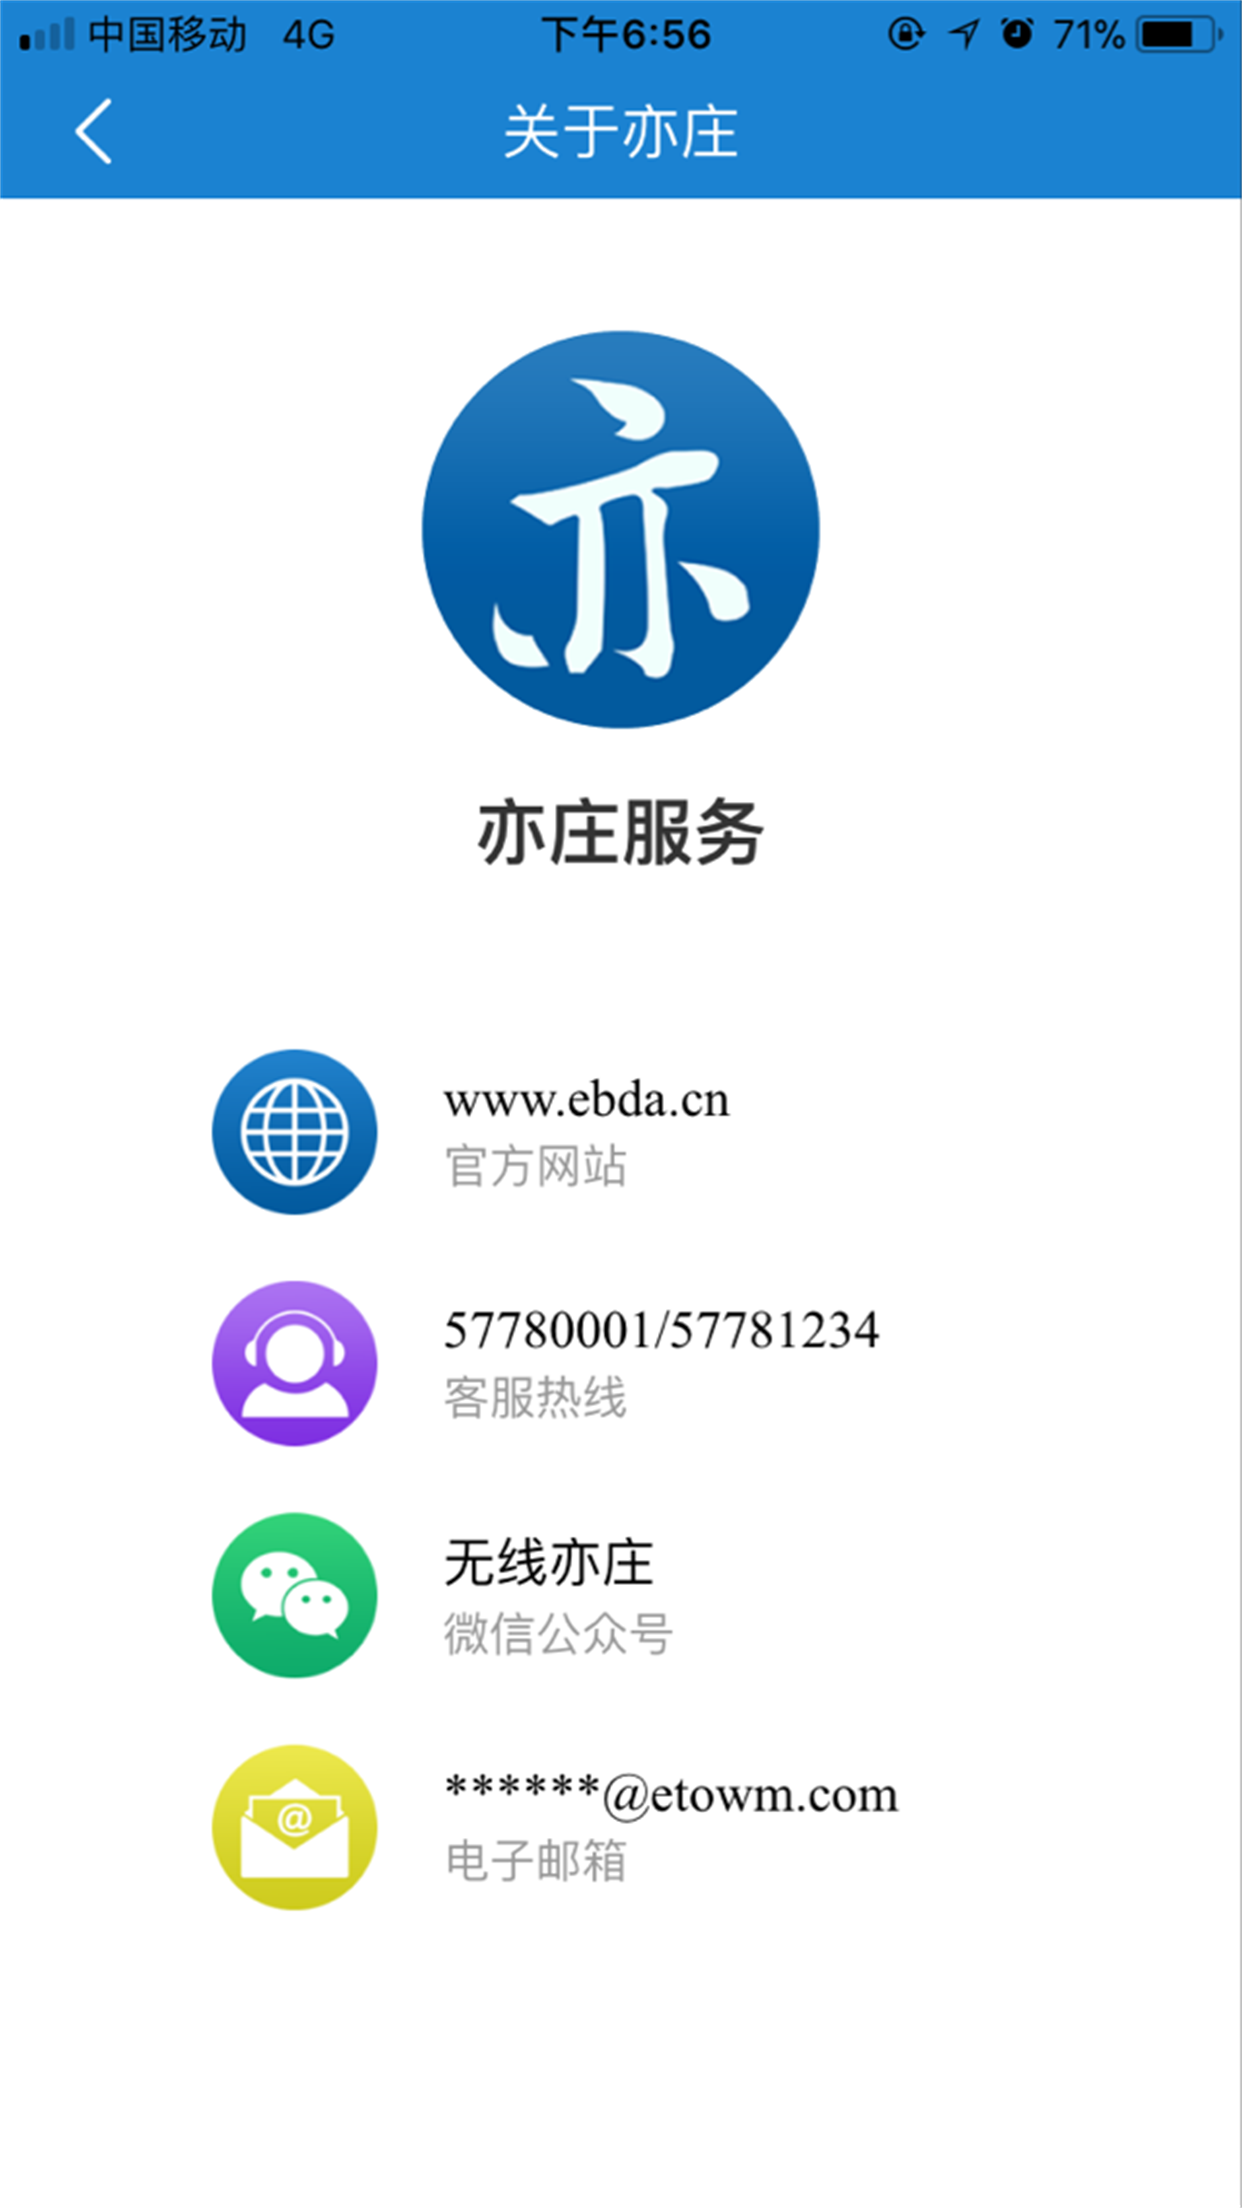 中国移动 4G 下午6:56 71%
关于亦庄
亦
亦庄服务
www.ebda.cn
官方网站
57780001/57781234
客服热线
无线亦庄
微信公众号
******@etowm.com
电子邮箱